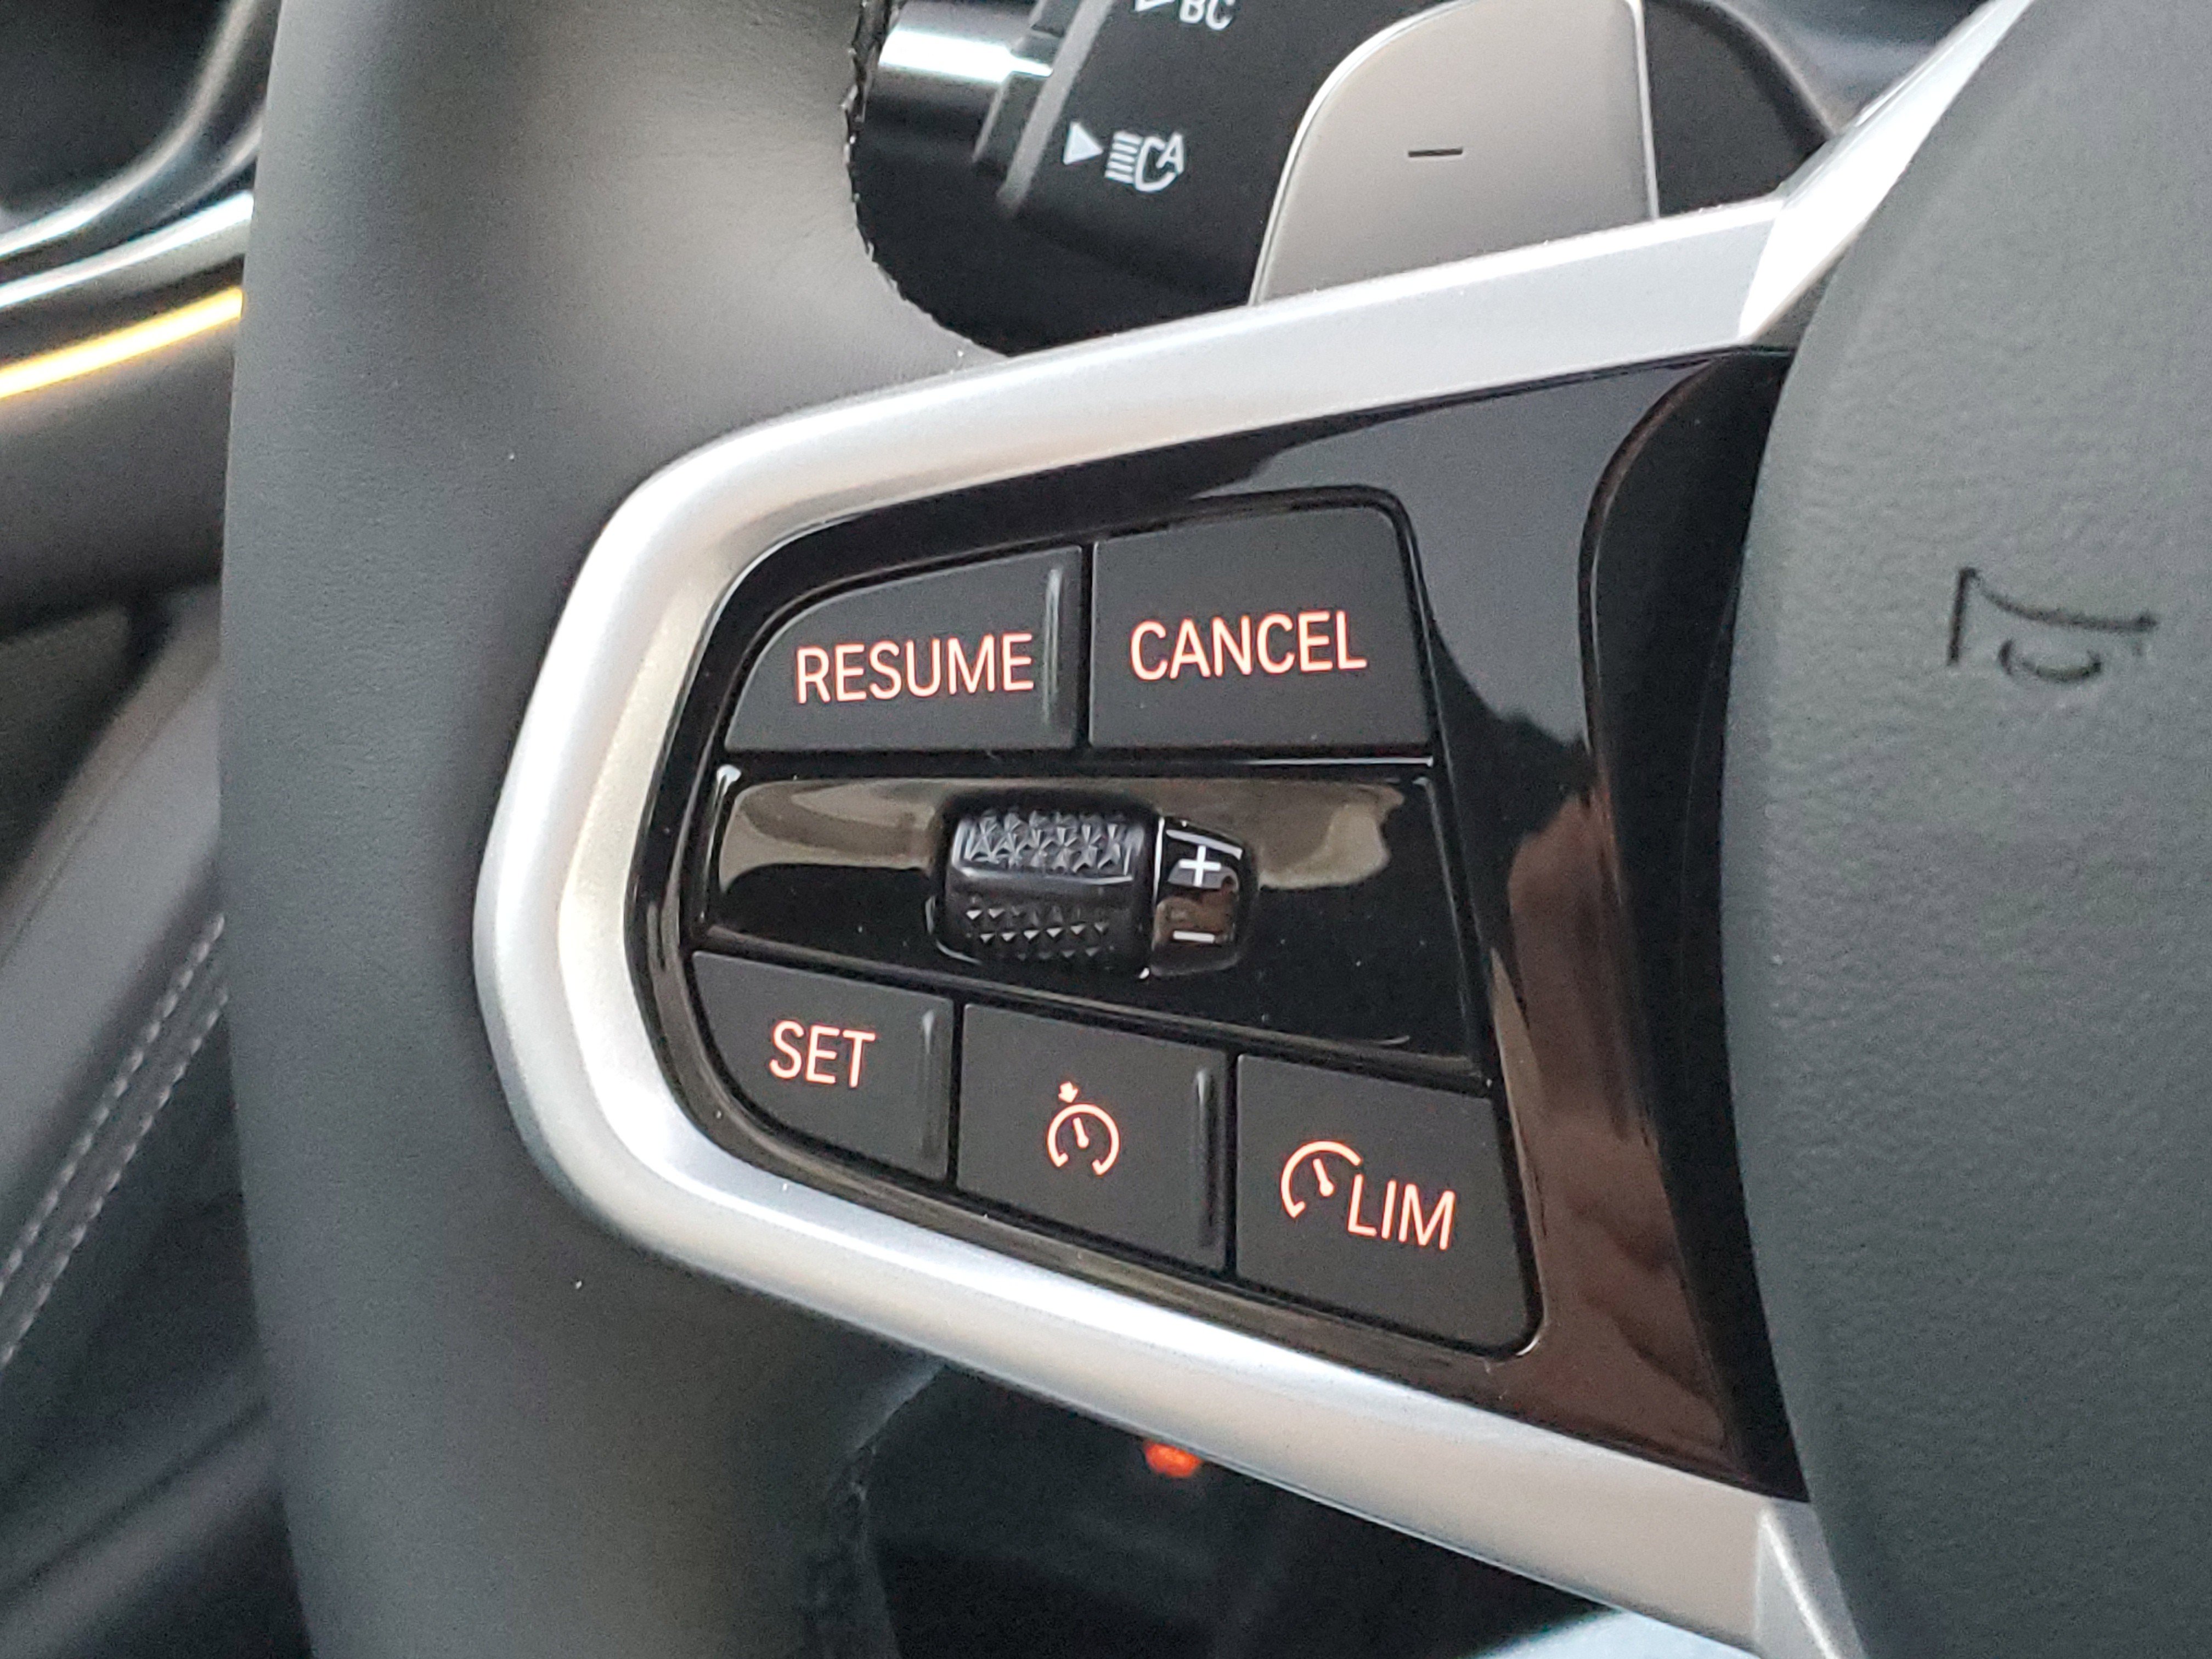 BC
A
−
RESUME CANCEL
+
−
SET
LIM